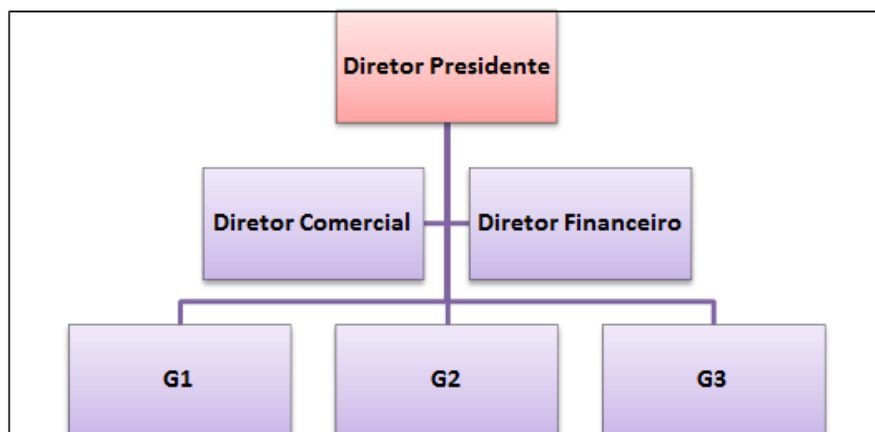 Diretor Presidente
Diretor Comercial
Diretor Financeiro
G1
G2
G3